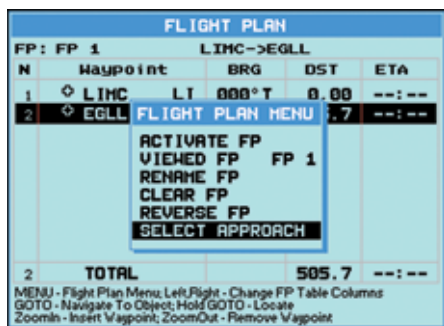 FLIGHT PLAN
FP: FP 1 LIMC->EGLL
N Waypoint BRG DST ETA
1 LIMC LI 000°T 0.00 --:--
2 EGLL .7 --:--
FLIGHT PLAN MENU
ACTIVATE FP
VIEWED FP FP 1
RENAME FP
CLEAR FP
REVERSE FP
SELECT APPROACH
2 TOTAL 505.7 --:--
MENU - Flight Plan Menu; Left,Right - Change FP Table Columns
GOTO - Navigate To Object; Hold GOTO - Locate
ZoomIn - Insert Waypoint; ZoomOut - Remove Waypoint